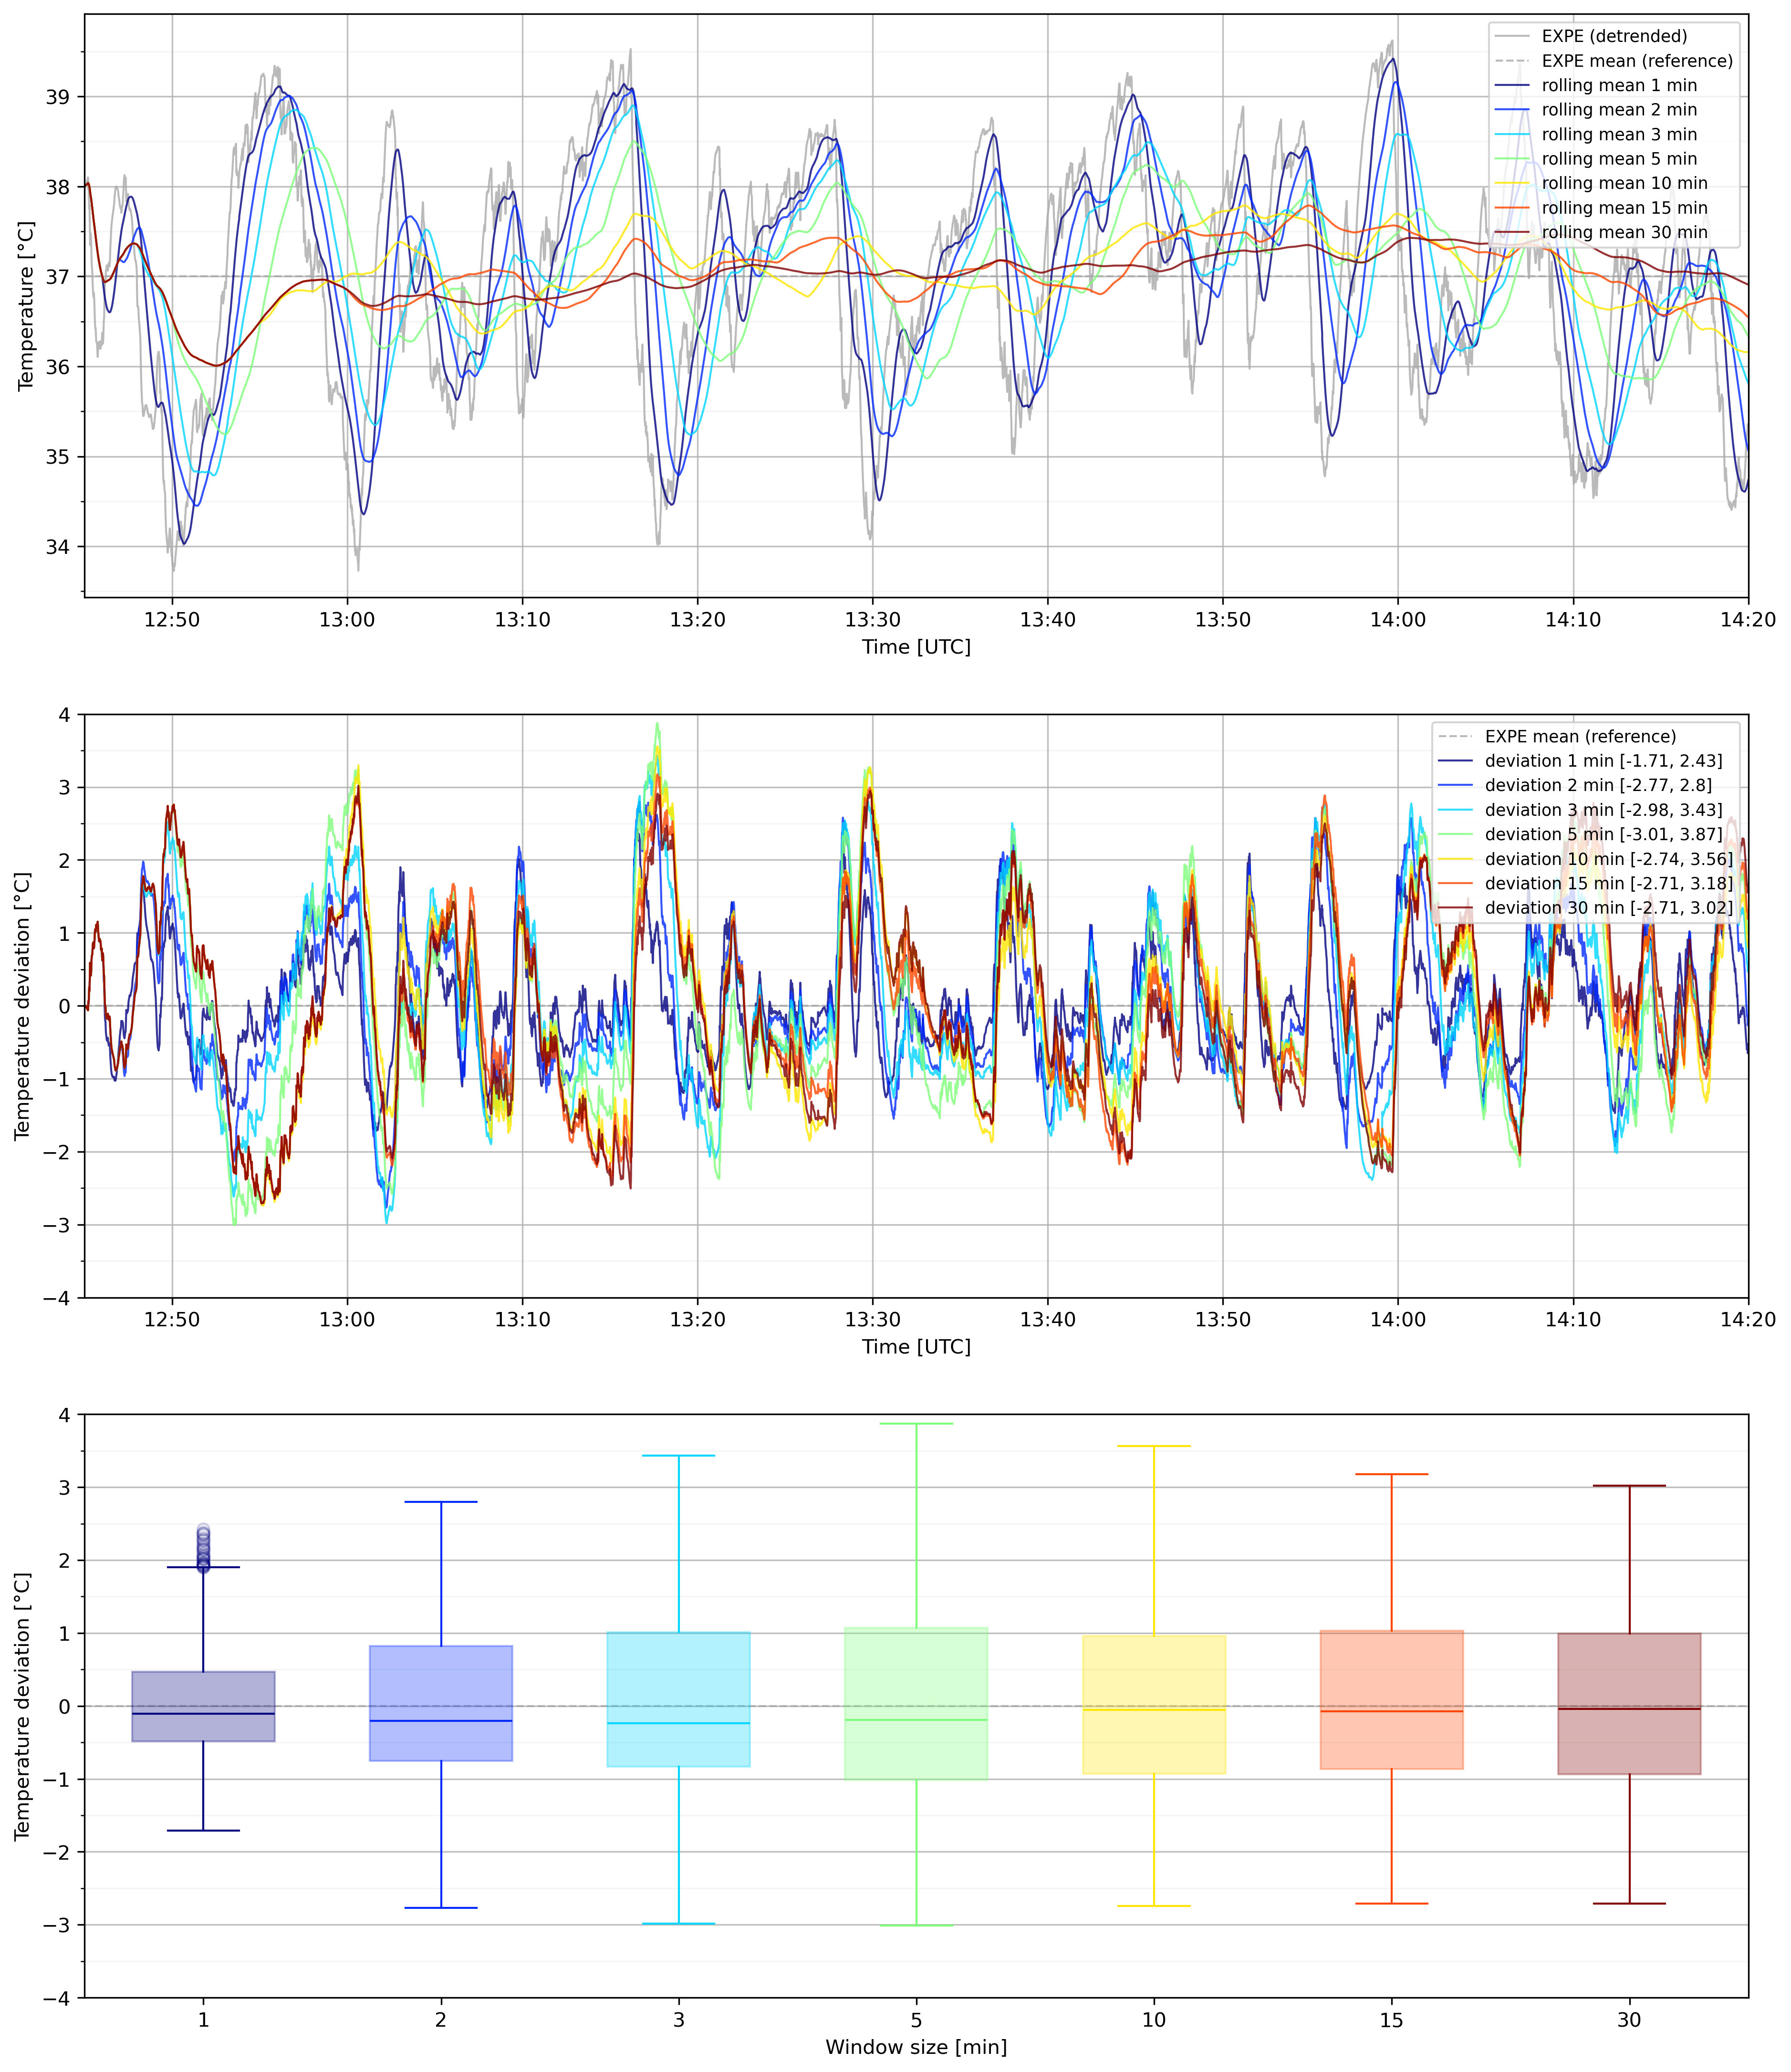 39
38
37
36
35
34
Temperature [°C]
EXPE (detrended)
EXPE mean (reference)
rolling mean 1 min
rolling mean 2 min
rolling mean 3 min
rolling mean 5 min
rolling mean 10 min
rolling mean 15 min
rolling mean 30 min
12:50 13:00 13:10 13:20 13:30 13:40 13:50 14:00 14:10 14:20
Time [UTC]
4
3
2
1
0
−1
−2
−3
−4
Temperature deviation [°C]
EXPE mean (reference)
deviation 1 min [-1.71, 2.43]
deviation 2 min [-2.77, 2.8]
deviation 3 min [-2.98, 3.43]
deviation 5 min [-3.01, 3.87]
deviation 10 min [-2.74, 3.56]
deviation 15 min [-2.71, 3.18]
deviation 30 min [-2.71, 3.02]
12:50 13:00 13:10 13:20 13:30 13:40 13:50 14:00 14:10 14:20
Time [UTC]
4
3
2
1
0
−1
−2
−3
−4
Temperature deviation [°C]
1 2 3 5 10 15 30
Window size [min]